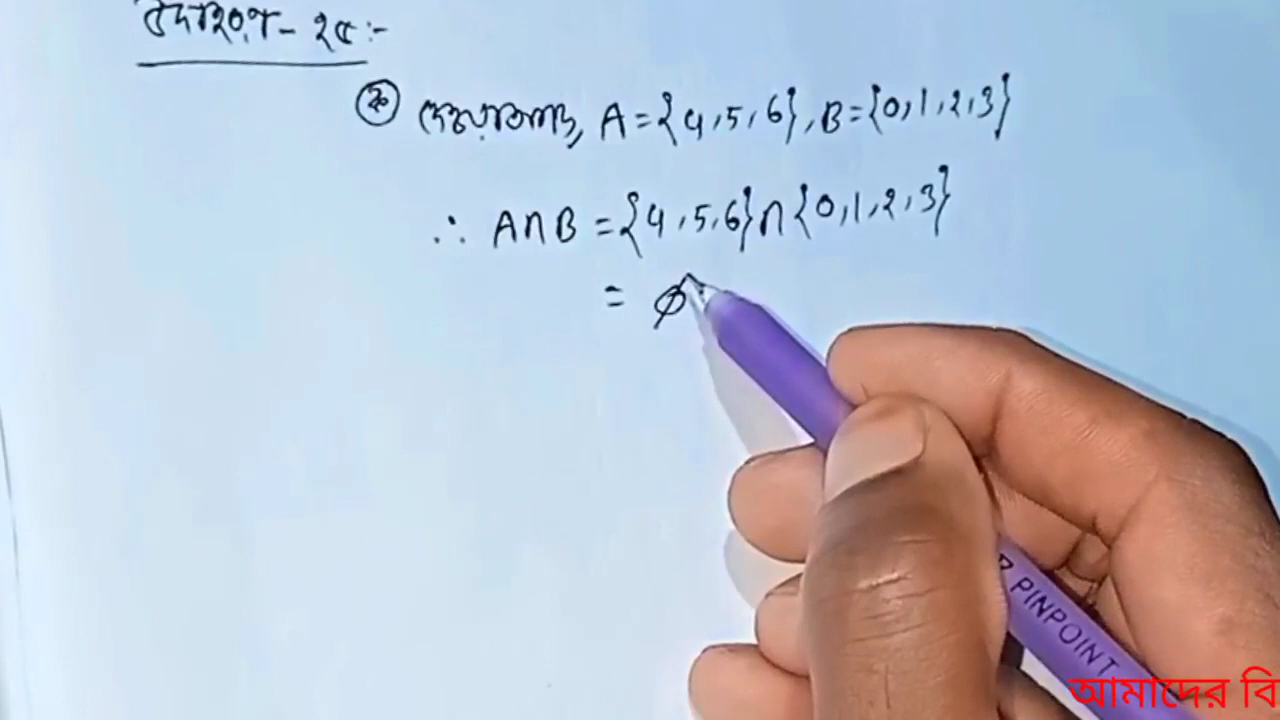 উদাহরণ- ২৫:-
(ক) দেওয়া আছে, A = {4, 5, 6}, B = {0, 1, 2, 3}
∴ A∩B = {4, 5, 6} ∩ {0, 1, 2, 3}
= ∅
PINPOINT
আমাদের বি